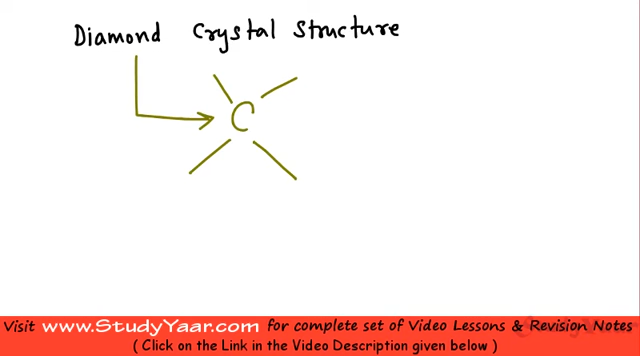 Diamond Crystal Structure
C
Visit www.StudyYaar.com for complete set of Video Lessons & Revision Notes
( Click on the Link in the Video Description given below )